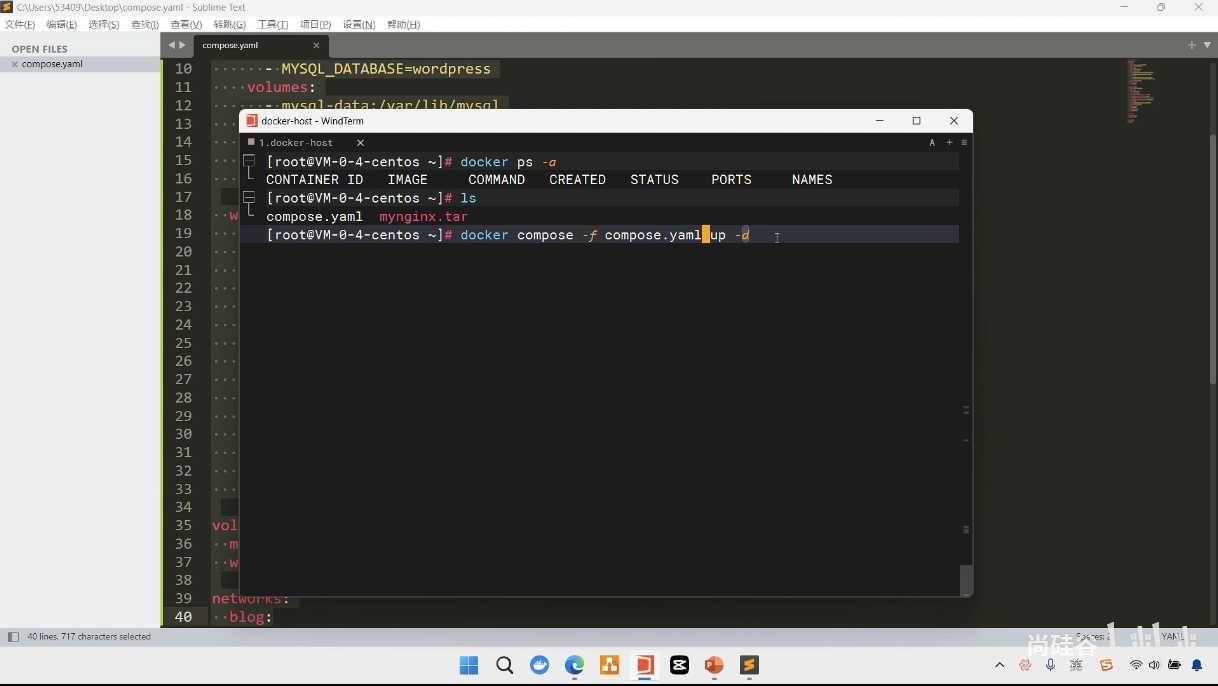 C:\Users\53409\Desktop\compose.yaml - Sublime Text
文件(F) 编辑(E) 选择(S) 查找(I) 查看(V) 转跳(G) 工具(T) 项目(P) 设置(N) 帮助(H)
OPEN FILES
compose.yaml
compose.yaml
10 - MYSQL_DATABASE=wordpress
11 volumes:
12 - mysql-data:/var/lib/mysql
13
14
15
16
17
18 w
19
20
21
22
23
24
25
26
27
28
29
30
31
32
33
34
35 vol
36 m
37 w
38
39 networks:
40 blog:
docker-host - WindTerm
1.docker-host
[root@VM-0-4-centos ~]# docker ps -a
CONTAINER ID IMAGE COMMAND CREATED STATUS PORTS NAMES
[root@VM-0-4-centos ~]# ls
compose.yaml mynginx.tar
[root@VM-0-4-centos ~]# docker compose -f compose.yaml up -d
40 lines, 717 characters selected
Spaces: 2
YAML
尚硅谷
英